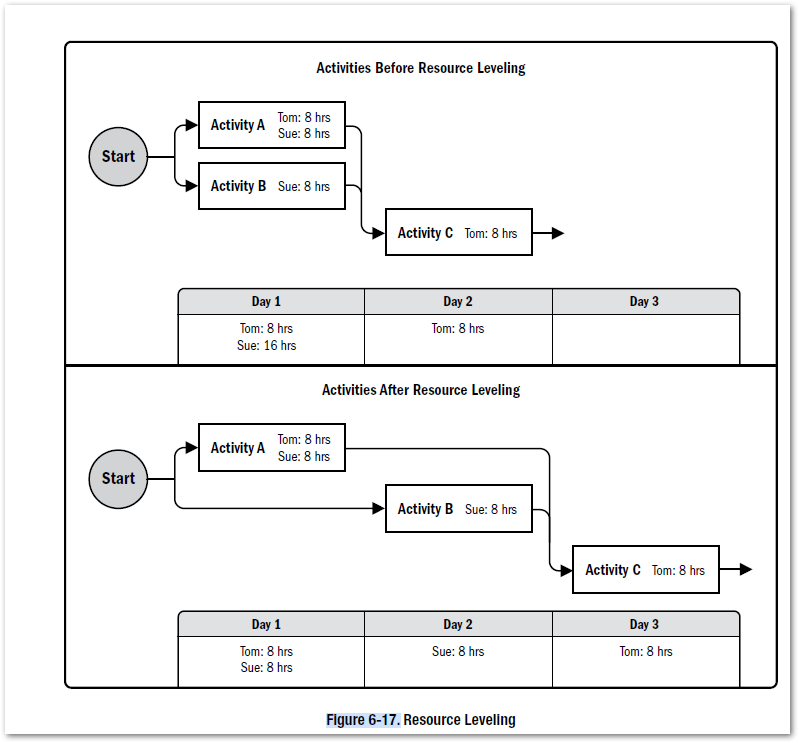 Activities Before Resource Leveling
Start
Activity A
Tom: 8 hrs
Sue: 8 hrs
Activity B Sue: 8 hrs
Activity C Tom: 8 hrs
Day 1 Day 2 Day 3
Tom: 8 hrs Tom: 8 hrs
Sue: 16 hrs
Activities After Resource Leveling
Start
Activity A
Tom: 8 hrs
Sue: 8 hrs
Activity B Sue: 8 hrs
Activity C Tom: 8 hrs
Day 1 Day 2 Day 3
Tom: 8 hrs Sue: 8 hrs Tom: 8 hrs
Sue: 8 hrs
Figure 6-17. Resource Leveling